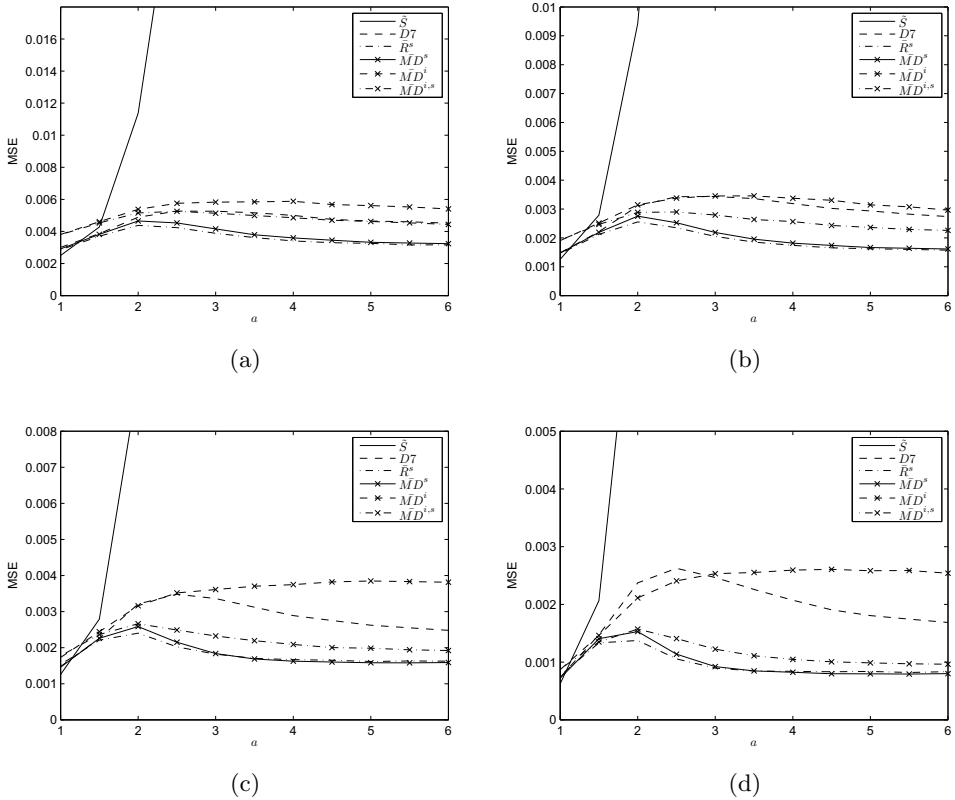 0.016
0.014
0.012
0.01
0.008
0.006
0.004
0.002
0
MSE
1 2 3 4 5 6
a
S̃
D7
R̄ˢ
M̄D̄ˢ
M̄D̄ⁱ
M̄D̄ⁱ,ˢ
(a)
0.01
0.009
0.008
0.007
0.006
0.005
0.004
0.003
0.002
0.001
0
MSE
1 2 3 4 5 6
a
S̃
D7
R̄ˢ
M̄D̄ˢ
M̄D̄ⁱ
M̄D̄ⁱ,ˢ
(b)
0.008
0.007
0.006
0.005
0.004
0.003
0.002
0.001
0
MSE
1 2 3 4 5 6
a
S̃
D7
R̄ˢ
M̄D̄ˢ
M̄D̄ⁱ
M̄D̄ⁱ,ˢ
(c)
0.005
0.004
0.003
0.002
0.001
0
MSE
1 2 3 4 5 6
a
S̃
D7
R̄ˢ
M̄D̄ˢ
M̄D̄ⁱ
M̄D̄ⁱ,ˢ
(d)